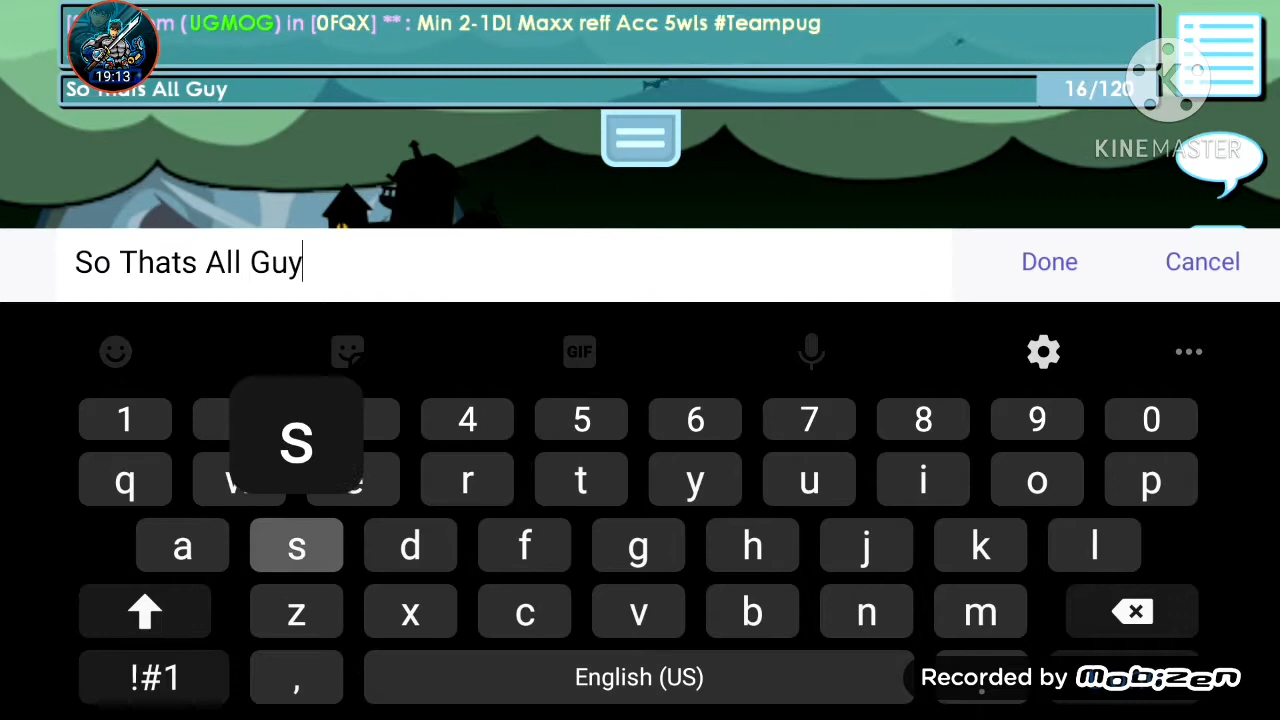 m (UGMOG) in [0FQX] ** : Min 2-1Dl Maxx reff Acc 5wls #Teampug
19:13
So Thats All Guy
16/120
KINEMASTER
So Thats All Guy
Done
Cancel
GIF
1 4 5 6 7 8 9 0
q w e r t y u i o p
s
a s d f g h j k l
z x c v b n m
!#1 , English (US) .
Recorded by Mobizen